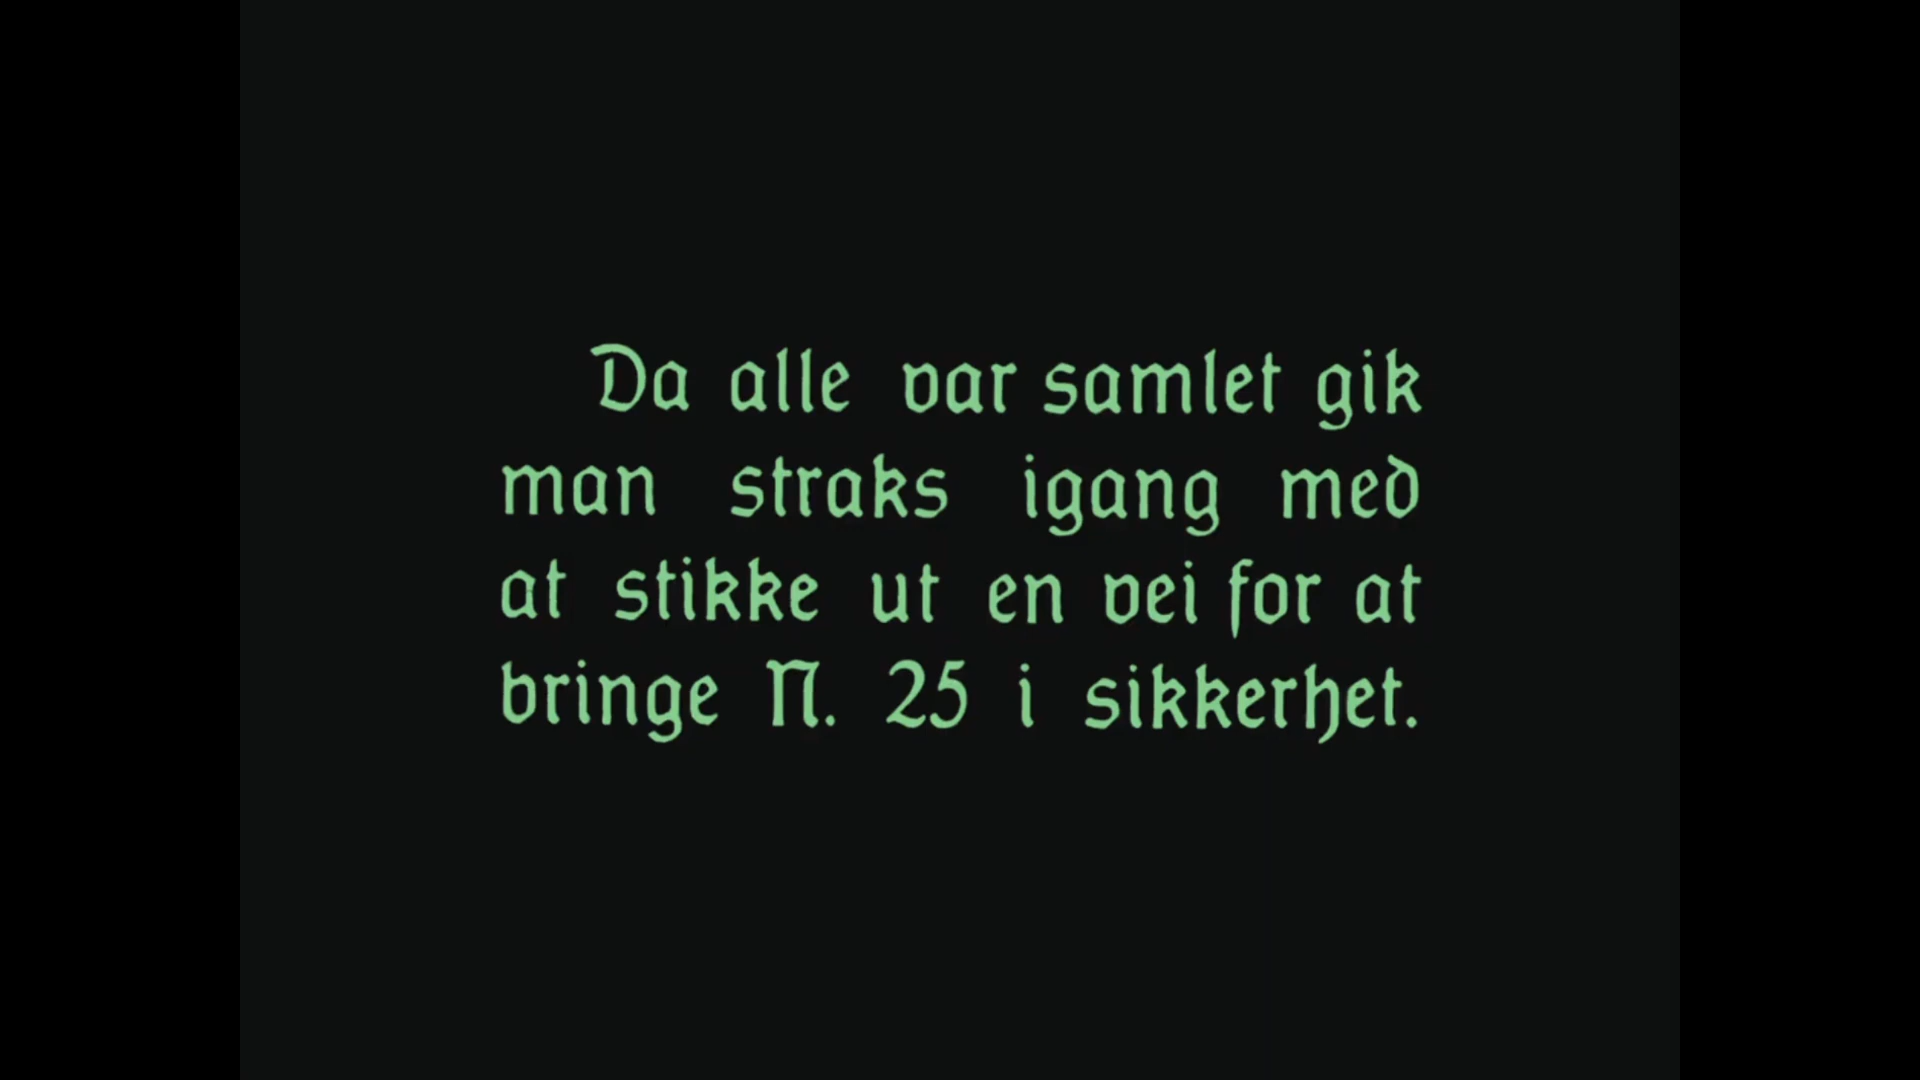 Da alle var samlet gik
man straks igang med
at stikke ut en vei for at
bringe N. 25 i sikkerhet.